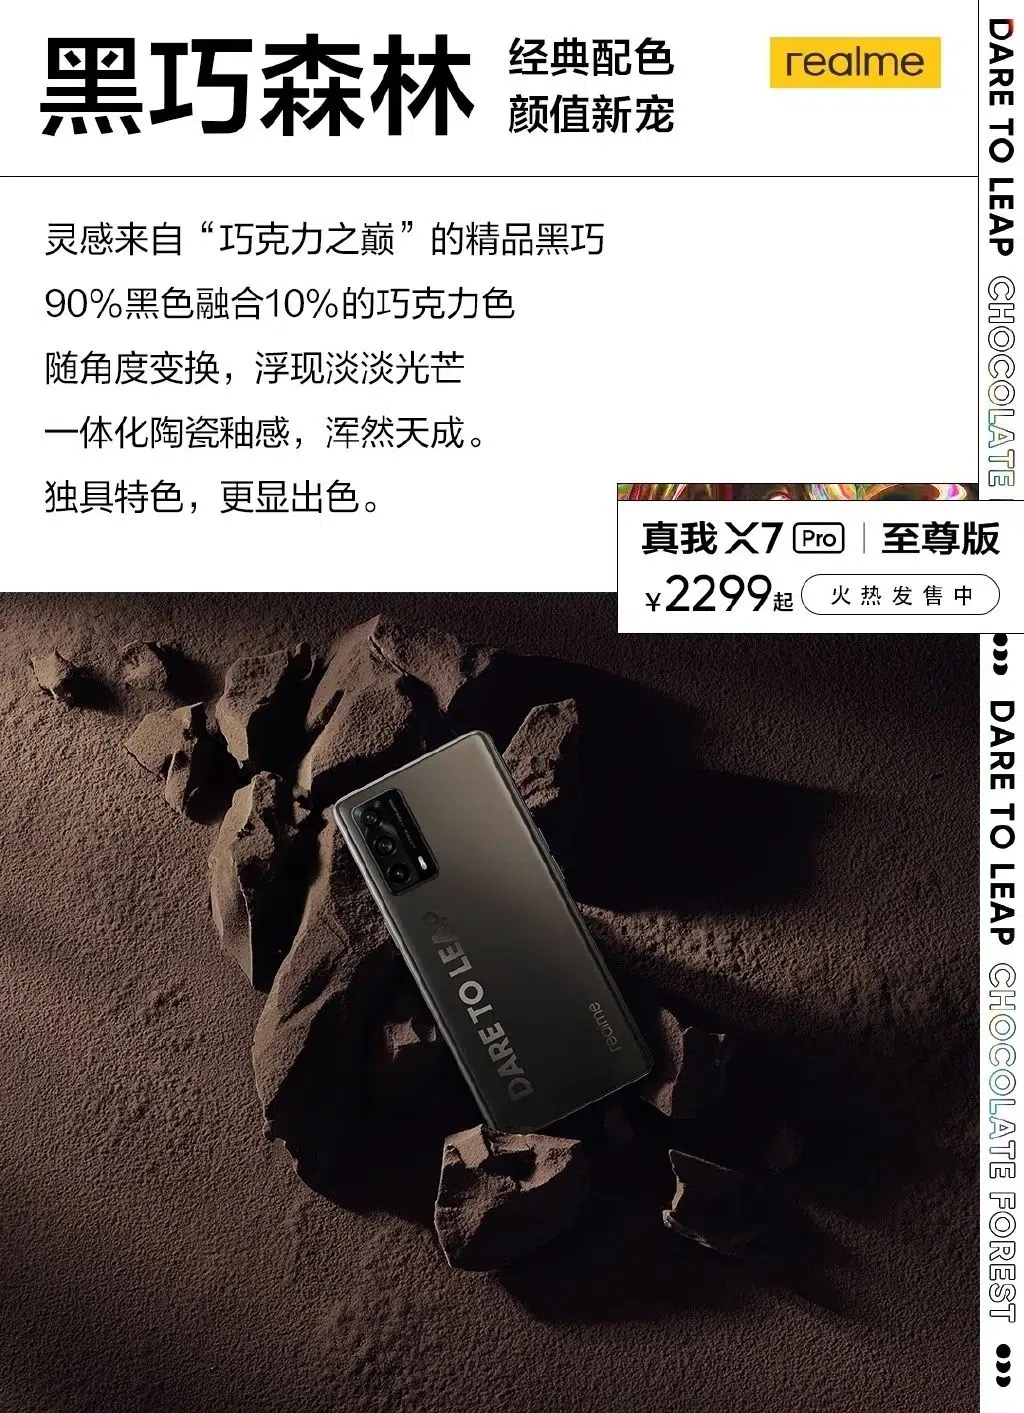 黑巧森林
经典配色
颜值新宠
realme
灵感来自“巧克力之巅”的精品黑巧
90%黑色融合10%的巧克力色
随角度变换，浮现淡淡光芒
一体化陶瓷釉感，浑然天成。
独具特色，更显出色。
真我X7 Pro | 至尊版
¥2299起 火热发售中
DARE TO LEAP
realme
DARE TO LEAP CHOCOLATE
DARE TO LEAP CHOCOLATE FOREST